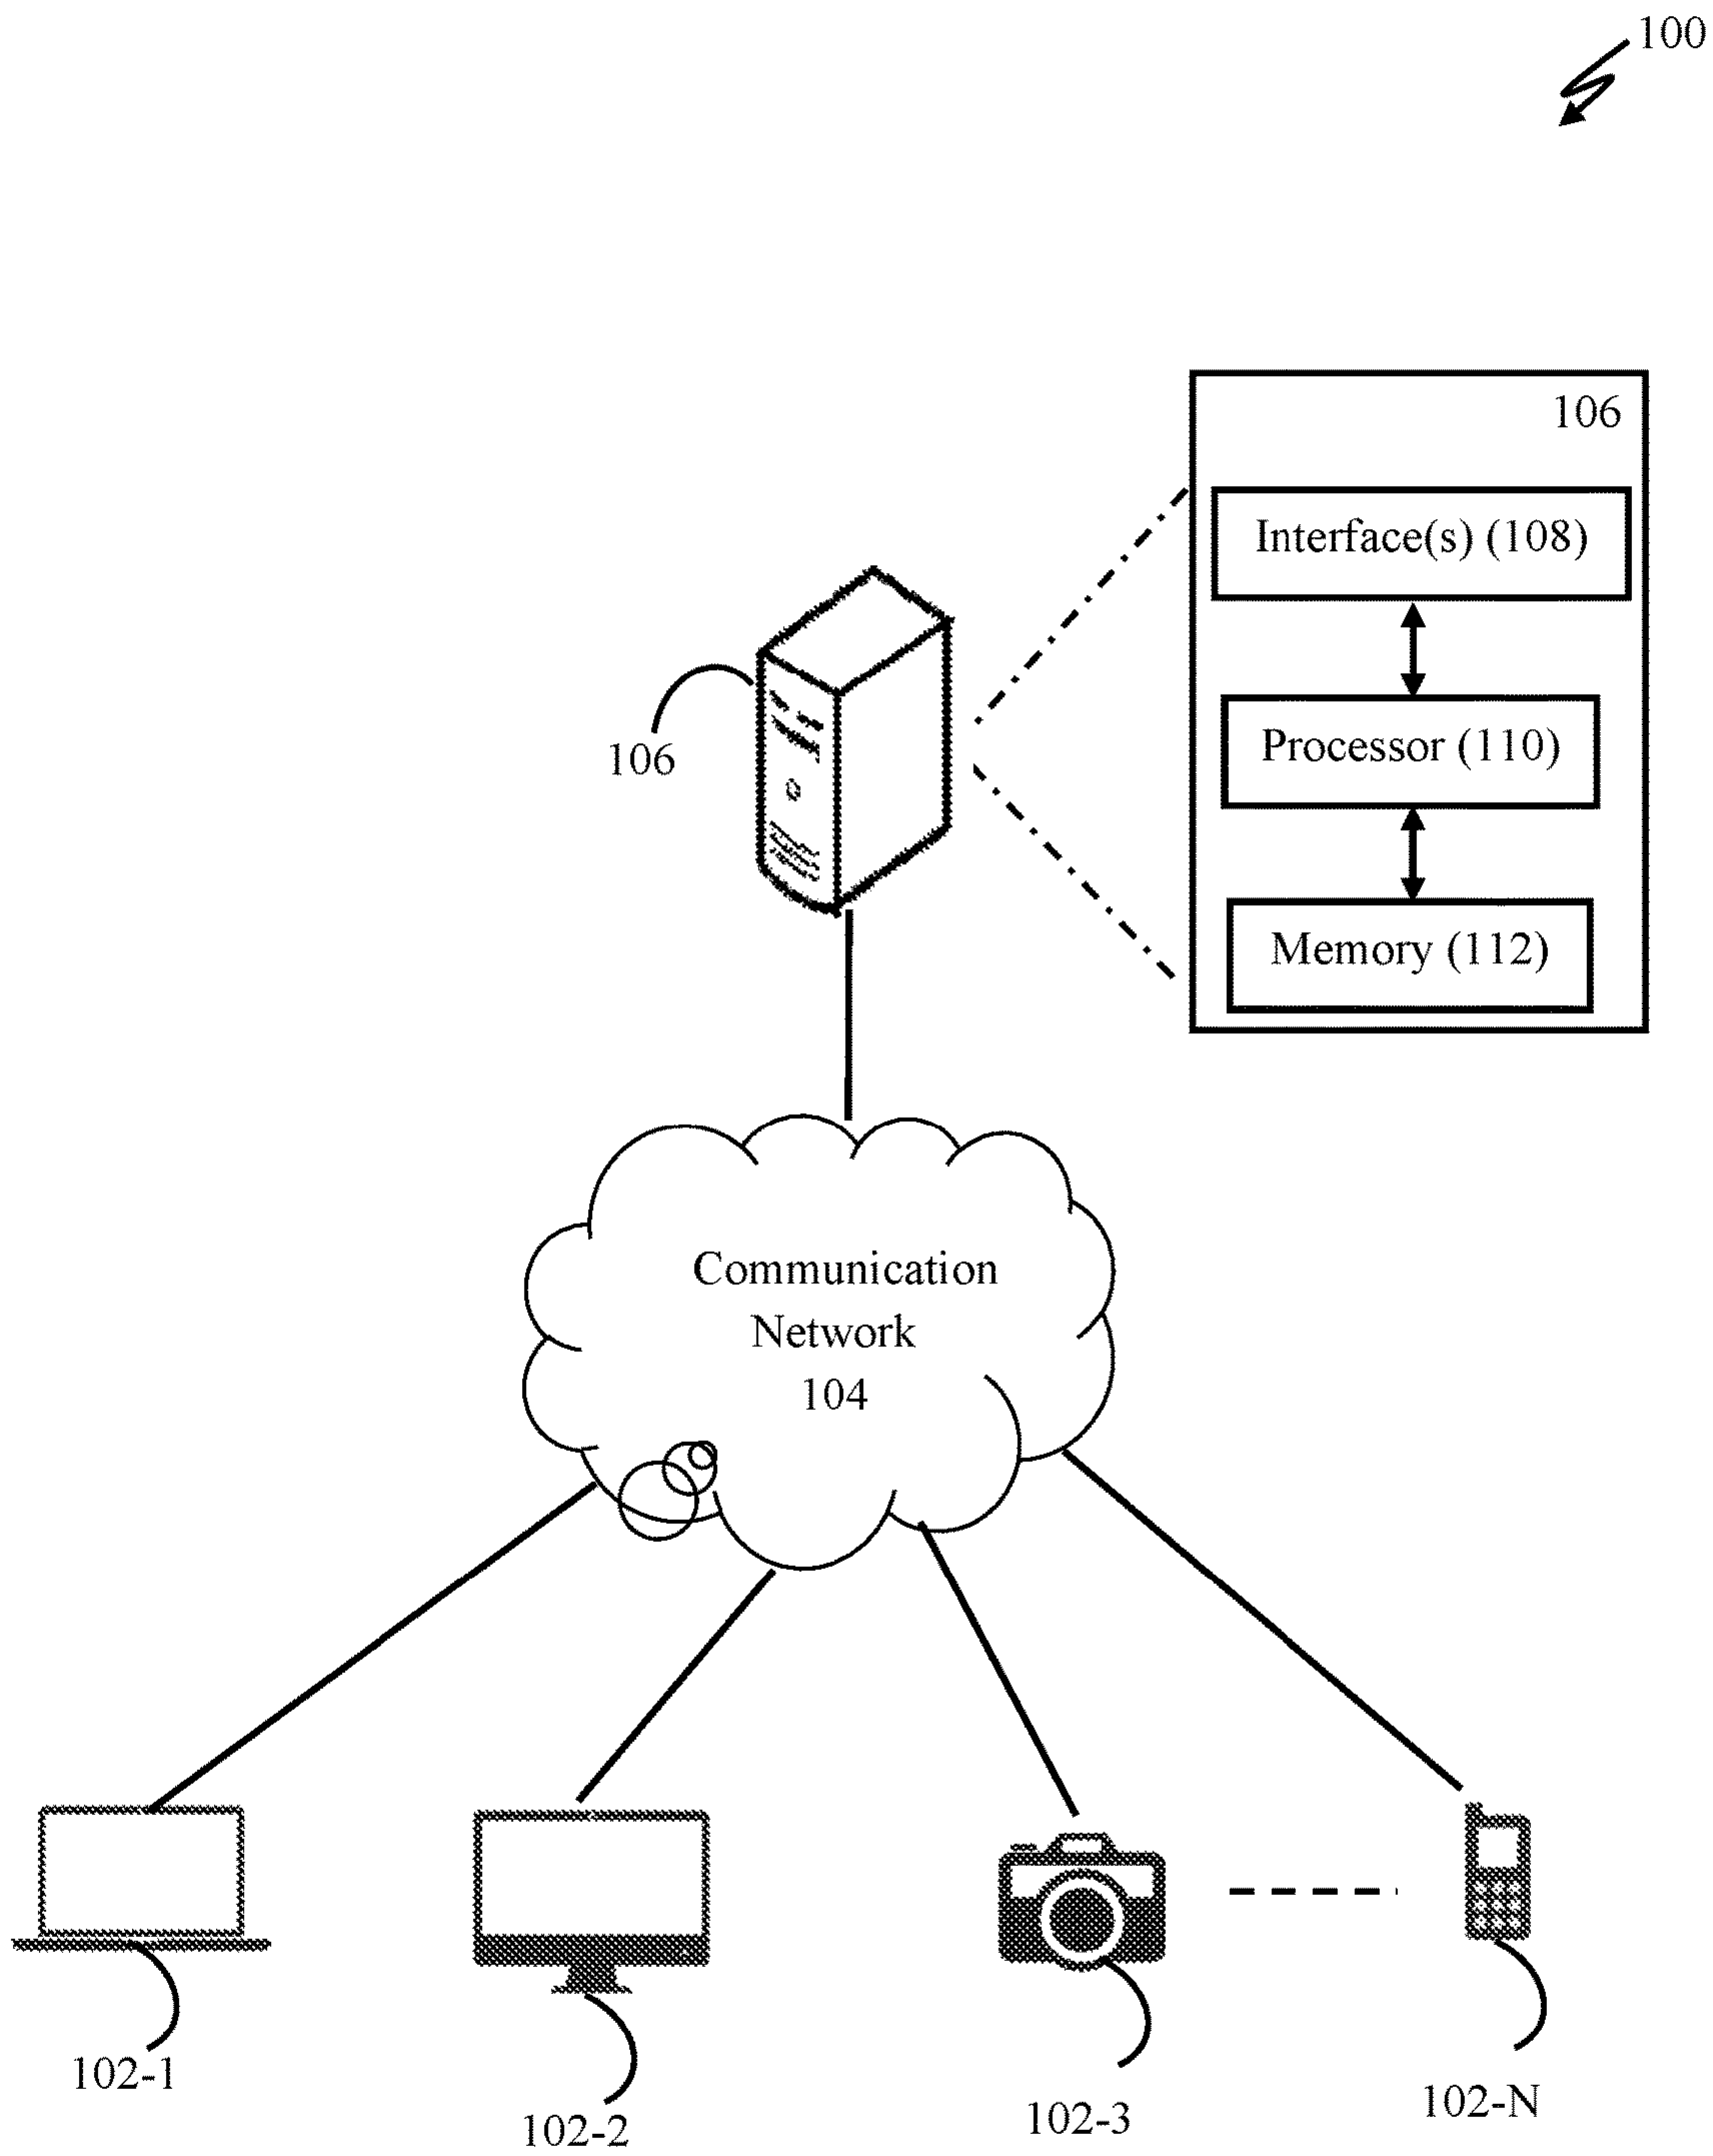 100
106
Interface(s) (108)
106
Processor (110)
Memory (112)
Communication
Network
104
102-1
102-2
102-3
102-N